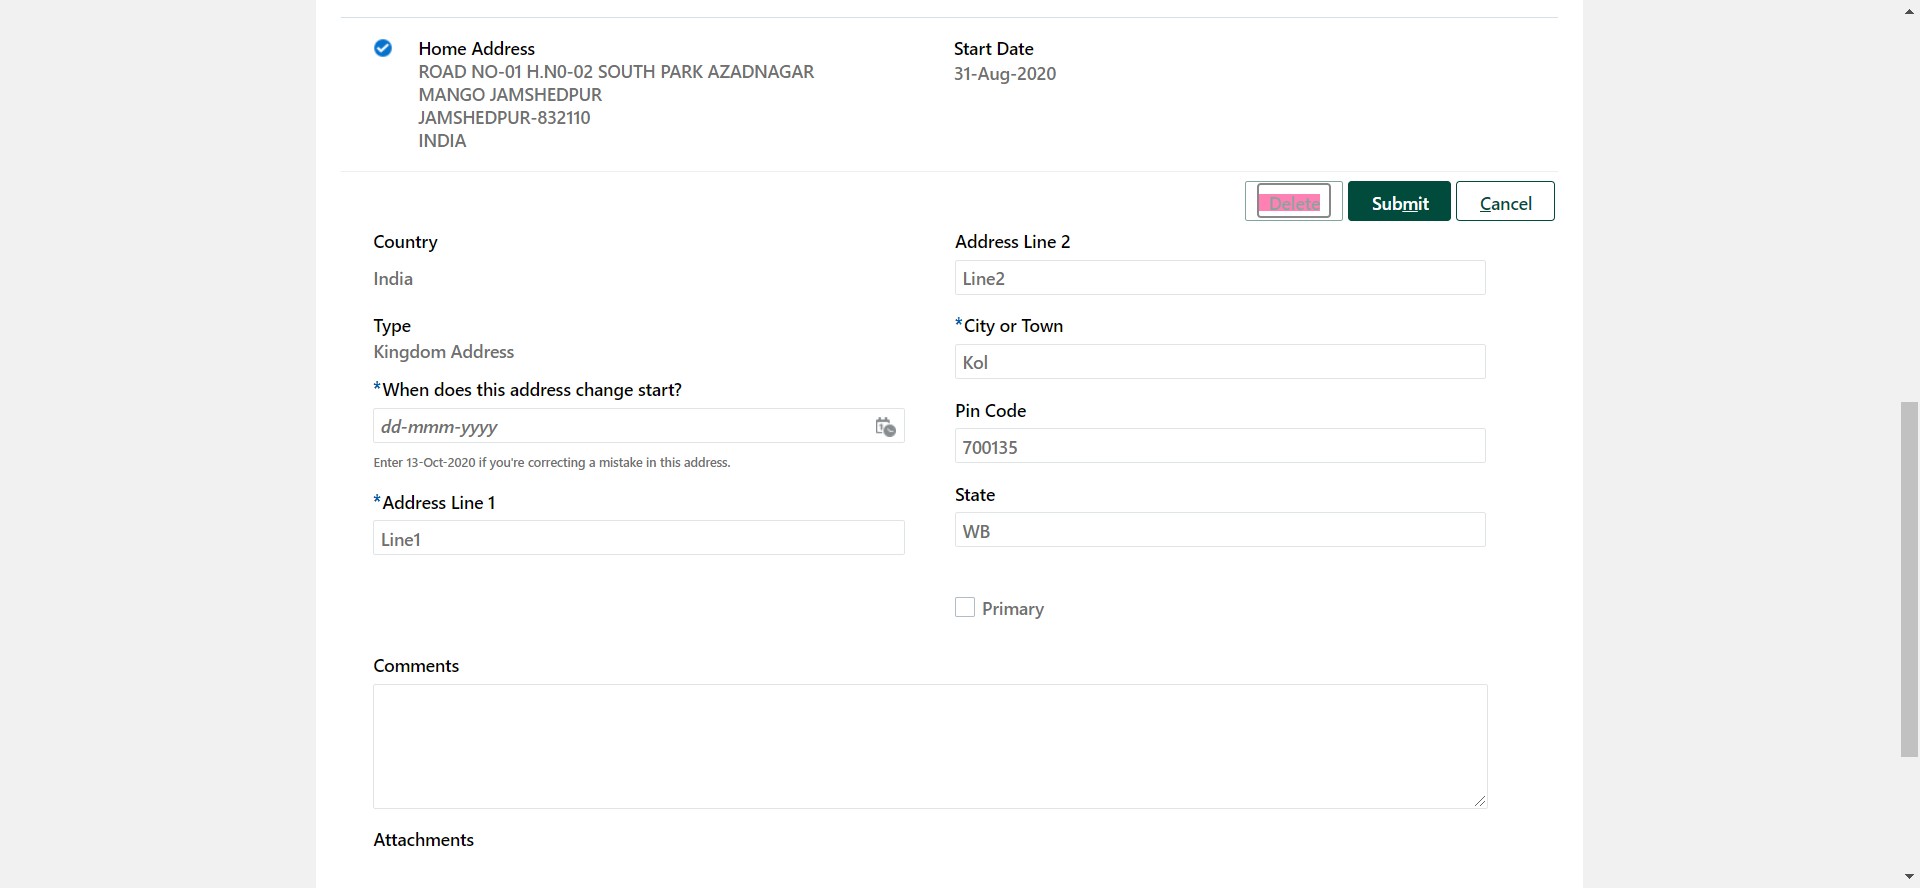 Home Address
ROAD NO-01 H.N0-02 SOUTH PARK AZADNAGAR
MANGO JAMSHEDPUR
JAMSHEDPUR-832110
INDIA
Start Date
31-Aug-2020
Delete
Submit
Cancel
Country
India
Type
Kingdom Address
*When does this address change start?
dd-mmm-yyyy
Enter 13-Oct-2020 if you're correcting a mistake in this address.
*Address Line 1
Line1
Address Line 2
Line2
*City or Town
Kol
Pin Code
700135
State
WB
Primary
Comments
Attachments